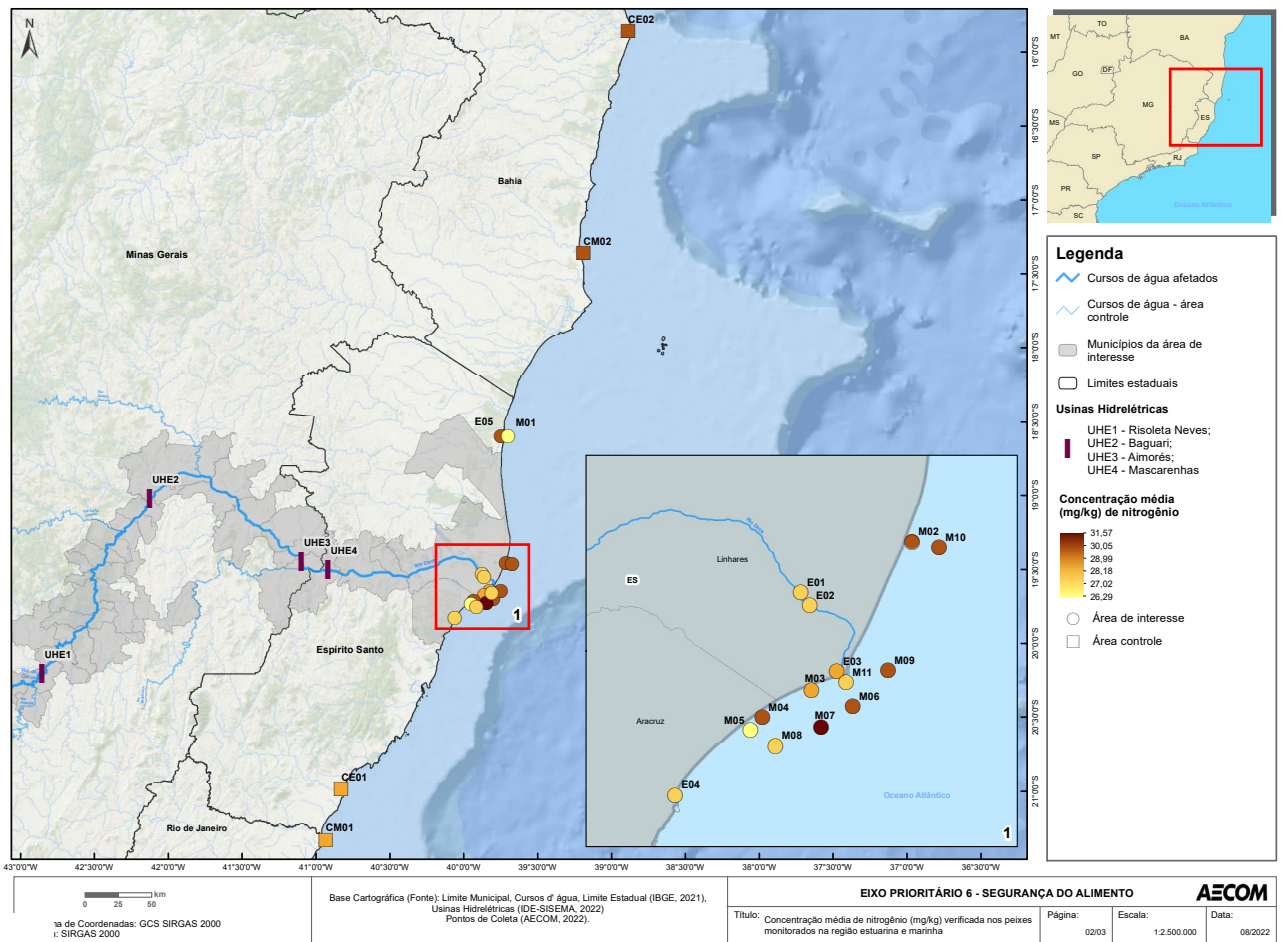 N
CE02
Bahia
CM02
Minas Gerais
E05
M01
UHE2
UHE3
UHE4
UHE1
Rio Doce
1
Espírito Santo
CE01
Rio de Janeiro
CM01
Rio Doce
Linhares
ES
M02
M10
E01
E02
E03
M09
M11
M03
M06
M04
M05
M07
Aracruz
M08
E04
Oceano Atlântico
1
16°0'0"S
16°30'0"S
17°0'0"S
17°30'0"S
18°0'0"S
18°30'0"S
19°0'0"S
19°30'0"S
20°0'0"S
20°30'0"S
21°0'0"S
43°0'0"W
42°30'0"W
42°0'0"W
41°30'0"W
41°0'0"W
40°30'0"W
40°0'0"W
39°30'0"W
39°0'0"W
38°30'0"W
38°0'0"W
37°30'0"W
37°0'0"W
36°30'0"W
TO
MT
BA
DF
GO
MG
MS
ES
SP
RJ
PR
SC
Oceano Atlântico
Legenda
Cursos de água afetados
Cursos de água - área
controle
Municípios da área de
interesse
Limites estaduais
Usinas Hidrelétricas
UHE1 - Risoleta Neves;
UHE2 - Baguari;
UHE3 - Aimorés;
UHE4 - Mascarenhas
Concentração média
(mg/kg) de nitrogênio
31,57
30,05
28,18
27,02
26,29
Área de interesse
Área controle
km
0 25 50
de Coordenadas: GCS SIRGAS 2000
: SIRGAS 2000
Base Cartográfica (Fonte): Limite Municipal, Cursos d' água, Limite Estadual (IBGE, 2021),
Usinas Hidrelétricas (IDE-SISEMA, 2022)
Pontos de Coleta (AECOM, 2022).
EIXO PRIORITÁRIO 6 - SEGURANÇA DO ALIMENTO
AECOM
Título: Concentração média de nitrogênio (mg/kg) verificada nos peixes
monitorados na região estuarina e marinha
Página:
02/03
Escala:
1:2.500.000
Data:
08/2022